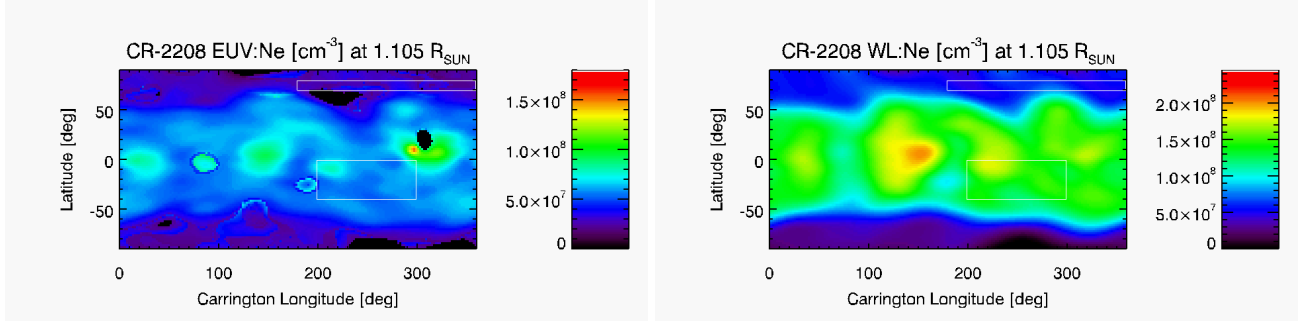 CR-2208 EUV:Ne [cm⁻³] at 1.105 R_SUN
50
0
-50
Latitude [deg]
0 100 200 300
Carrington Longitude [deg]
1.5×10⁸
1.0×10⁸
5.0×10⁷
0
CR-2208 WL:Ne [cm⁻³] at 1.105 R_SUN
50
0
-50
Latitude [deg]
0 100 200 300
Carrington Longitude [deg]
2.0×10⁸
1.5×10⁸
1.0×10⁸
5.0×10⁷
0